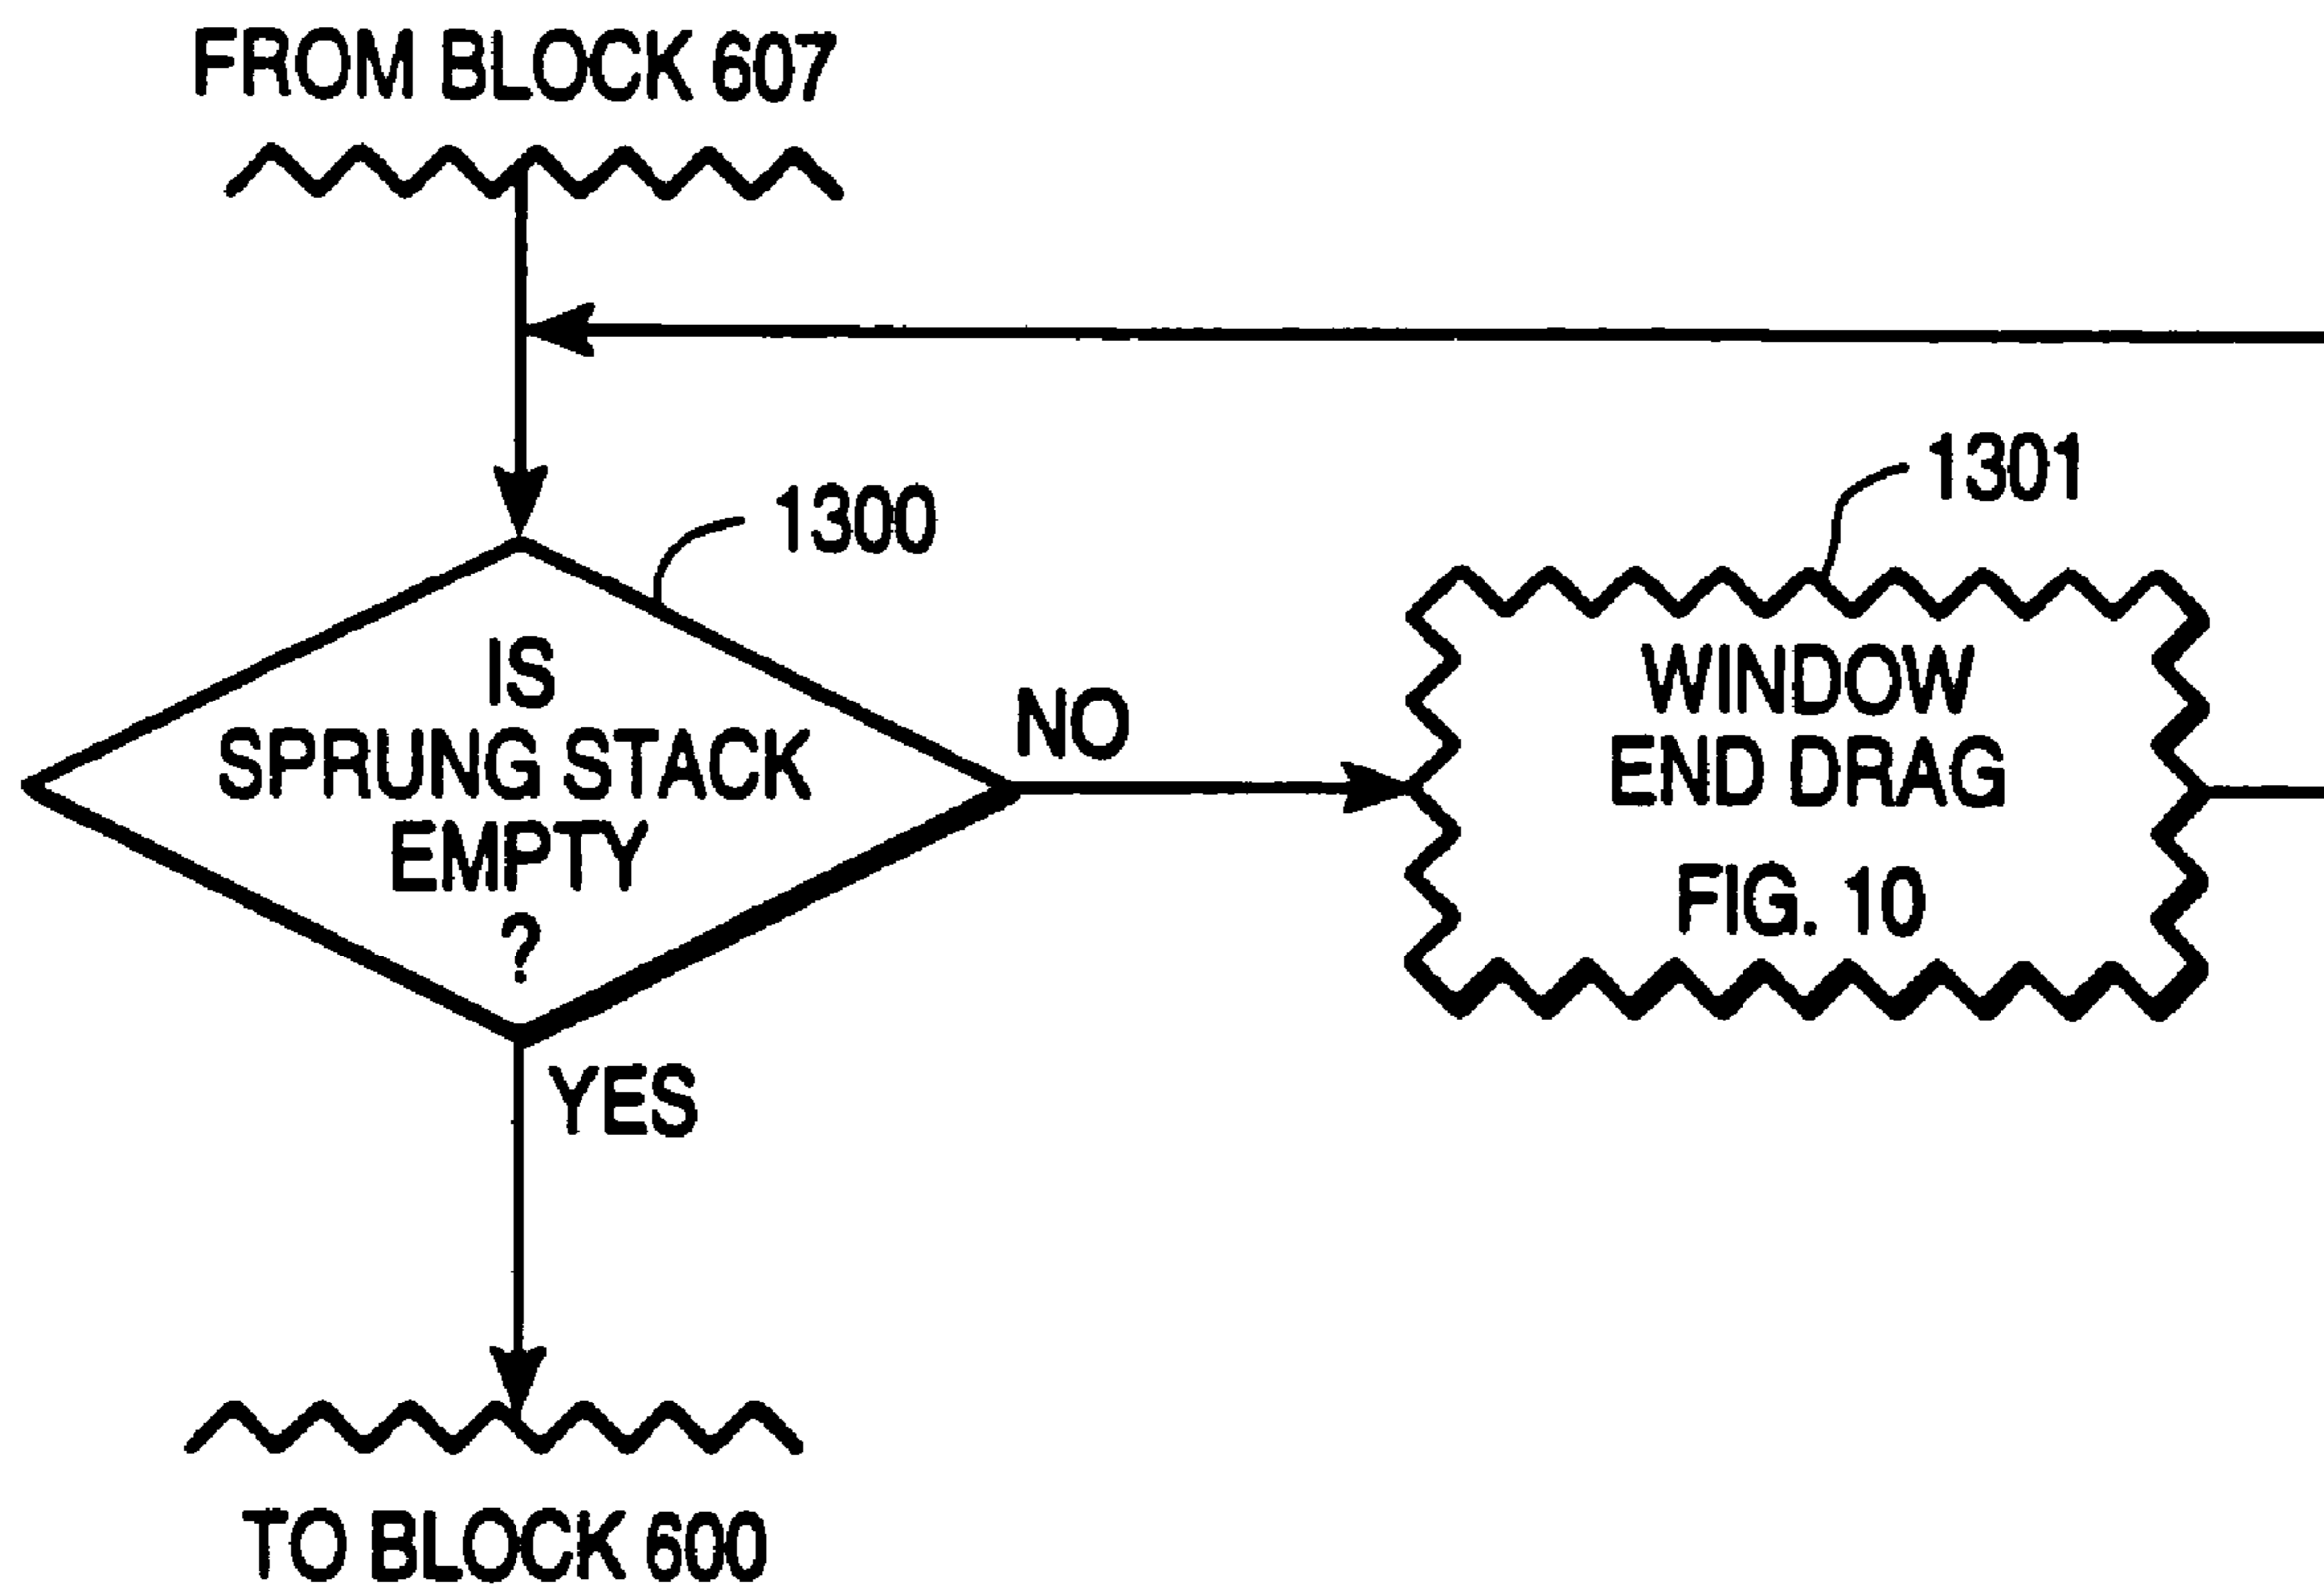 FROM BLOCK 607
1301
1300
IS
SPRUNG STACK
EMPTY
?
NO
WINDOW
END DRAG
FIG. 10
YES
TO BLOCK 600